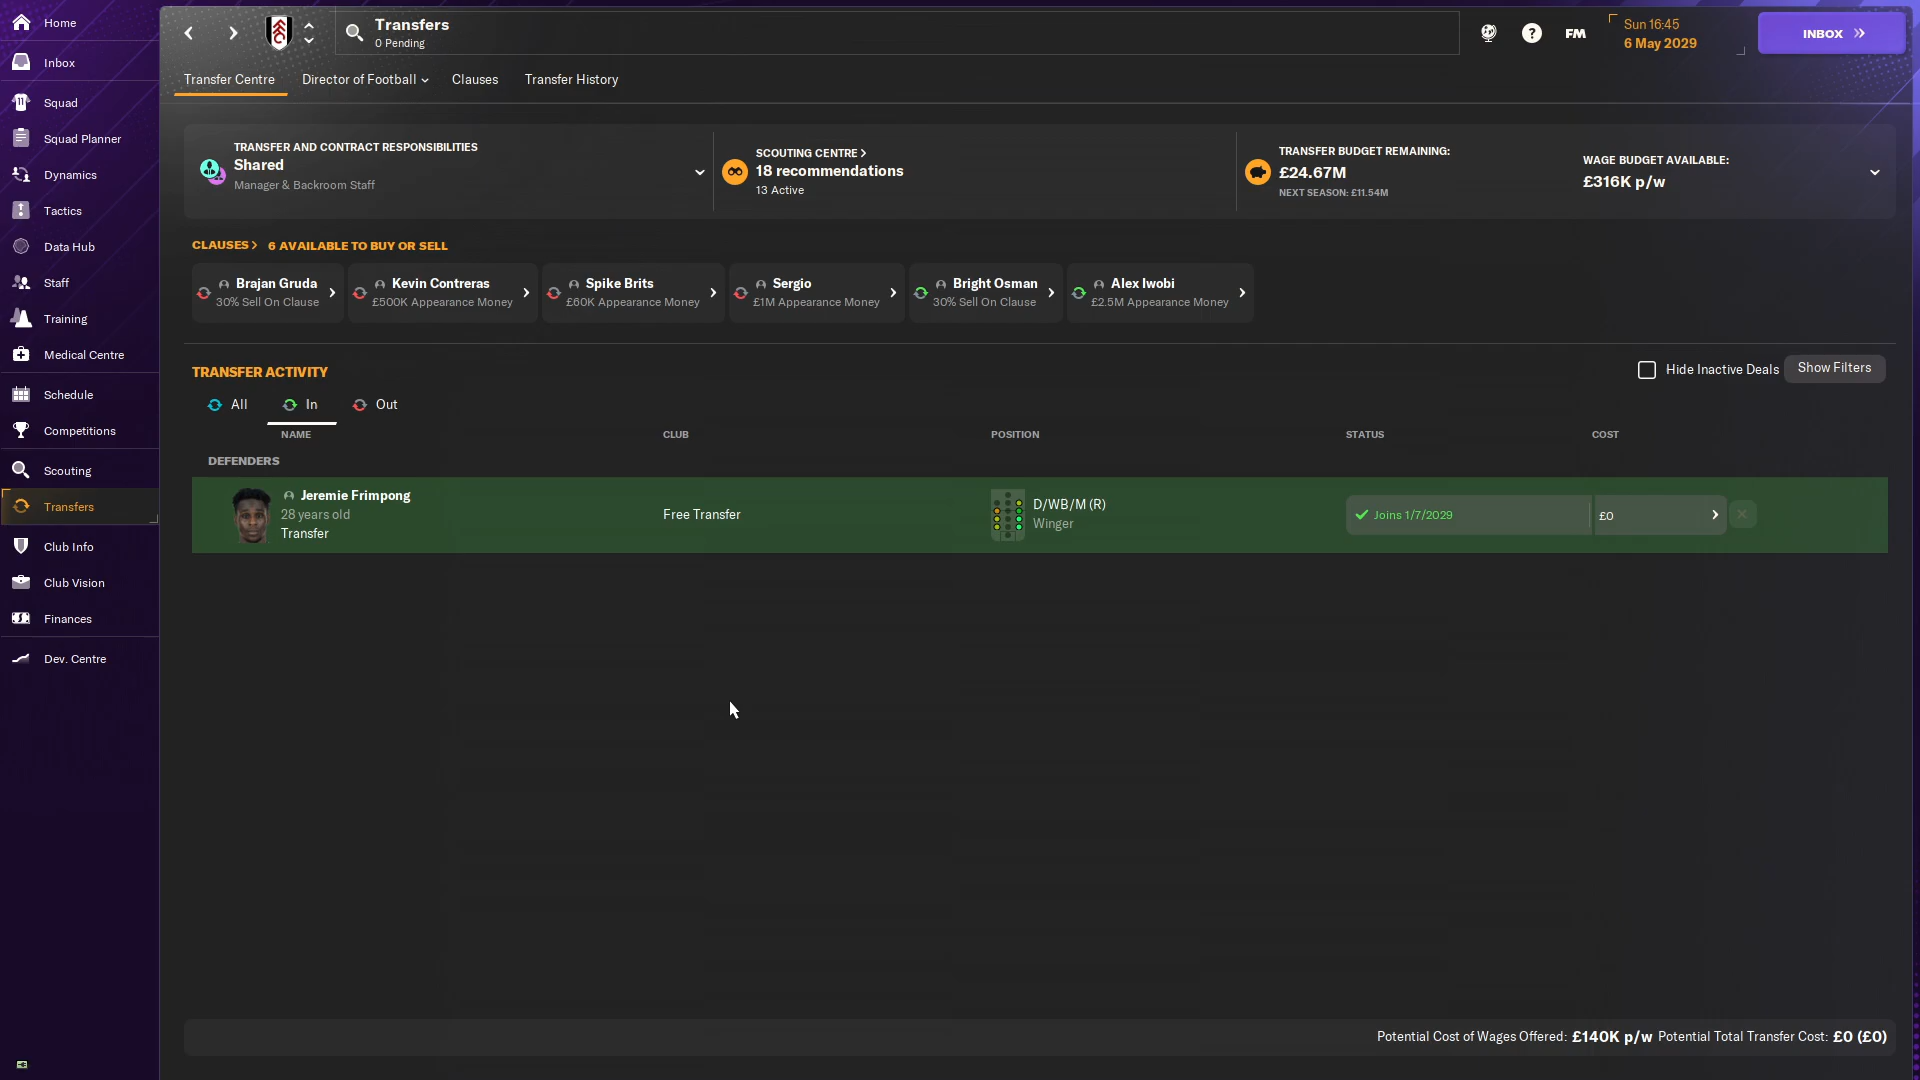 Home
Inbox
Squad
Squad Planner
Dynamics
Tactics
Data Hub
Staff
Training
Medical Centre
Schedule
Competitions
Scouting
Transfers
Club Info
Club Vision
Finances
Dev. Centre
Transfers
0 Pending
FM
Sun 16:45
6 May 2029
INBOX
Transfer Centre
Director of Football
Clauses
Transfer History
TRANSFER AND CONTRACT RESPONSIBILITIES
Shared
Manager & Backroom Staff
SCOUTING CENTRE >
18 recommendations
13 Active
TRANSFER BUDGET REMAINING:
£24.67M
NEXT SEASON: £11.54M
WAGE BUDGET AVAILABLE:
£316K p/w
CLAUSES > 6 AVAILABLE TO BUY OR SELL
Brajan Gruda
30% Sell On Clause
Kevin Contreras
£500K Appearance Money
Spike Brits
£60K Appearance Money
Sergio
£1M Appearance Money
Bright Osman
30% Sell On Clause
Alex Iwobi
£2.5M Appearance Money
TRANSFER ACTIVITY
Hide Inactive Deals
Show Filters
All
In
Out
NAME CLUB POSITION STATUS COST
DEFENDERS
Jeremie Frimpong
28 years old
Transfer
Free Transfer
D/WB/M (R)
Winger
Joins 1/7/2029
£0
Potential Cost of Wages Offered: £140K p/w Potential Total Transfer Cost: £0 (£0)